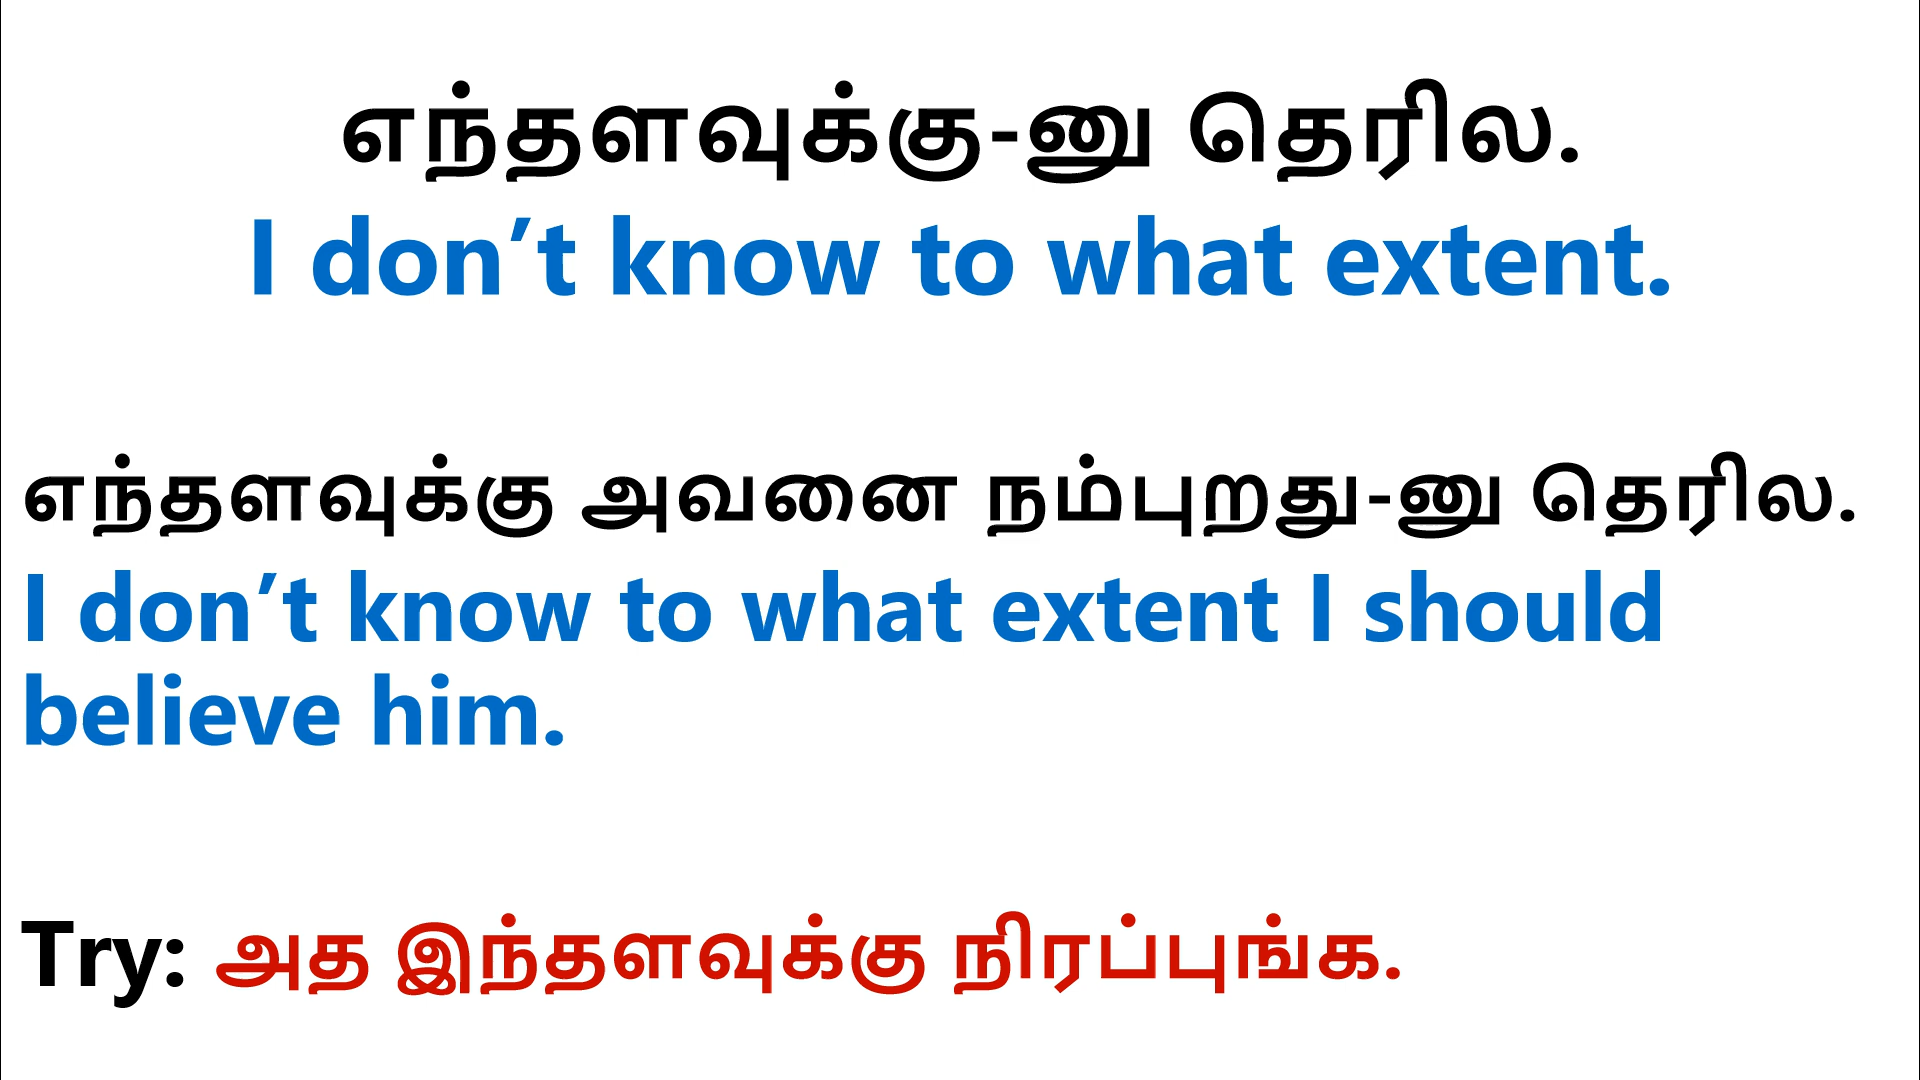 எந்தளவுக்கு-னு தெரில.
I don’t know to what extent.
எந்தளவுக்கு அவனை நம்புறது-னு தெரில.
I don’t know to what extent I should
believe him.
Try: அத இந்தளவுக்கு நிரப்புங்க.